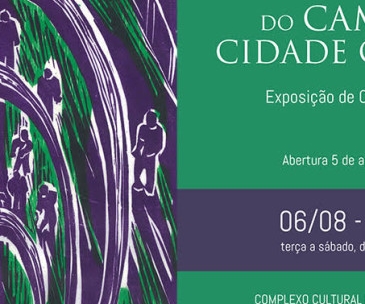 DO CAM
CIDADE
Exposição de
Abertura 5 de a
06/08 -
terça a sábado, d
COMPLEXO CULTURAL